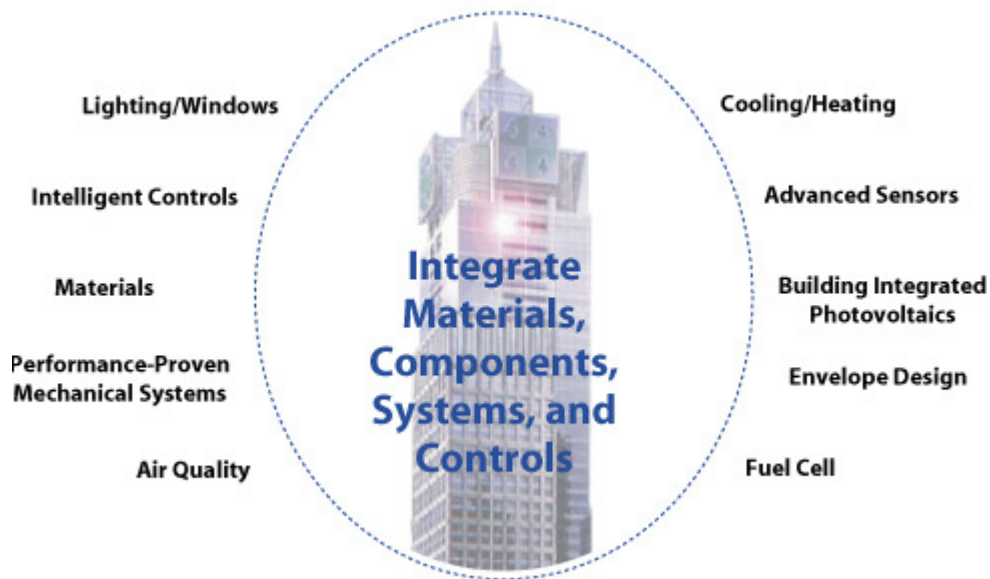 Lighting/Windows
Intelligent Controls
Materials
Performance-Proven
Mechanical Systems
Air Quality
Integrate
Materials,
Components,
Systems, and
Controls
Cooling/Heating
Advanced Sensors
Building Integrated
Photovoltaics
Envelope Design
Fuel Cell